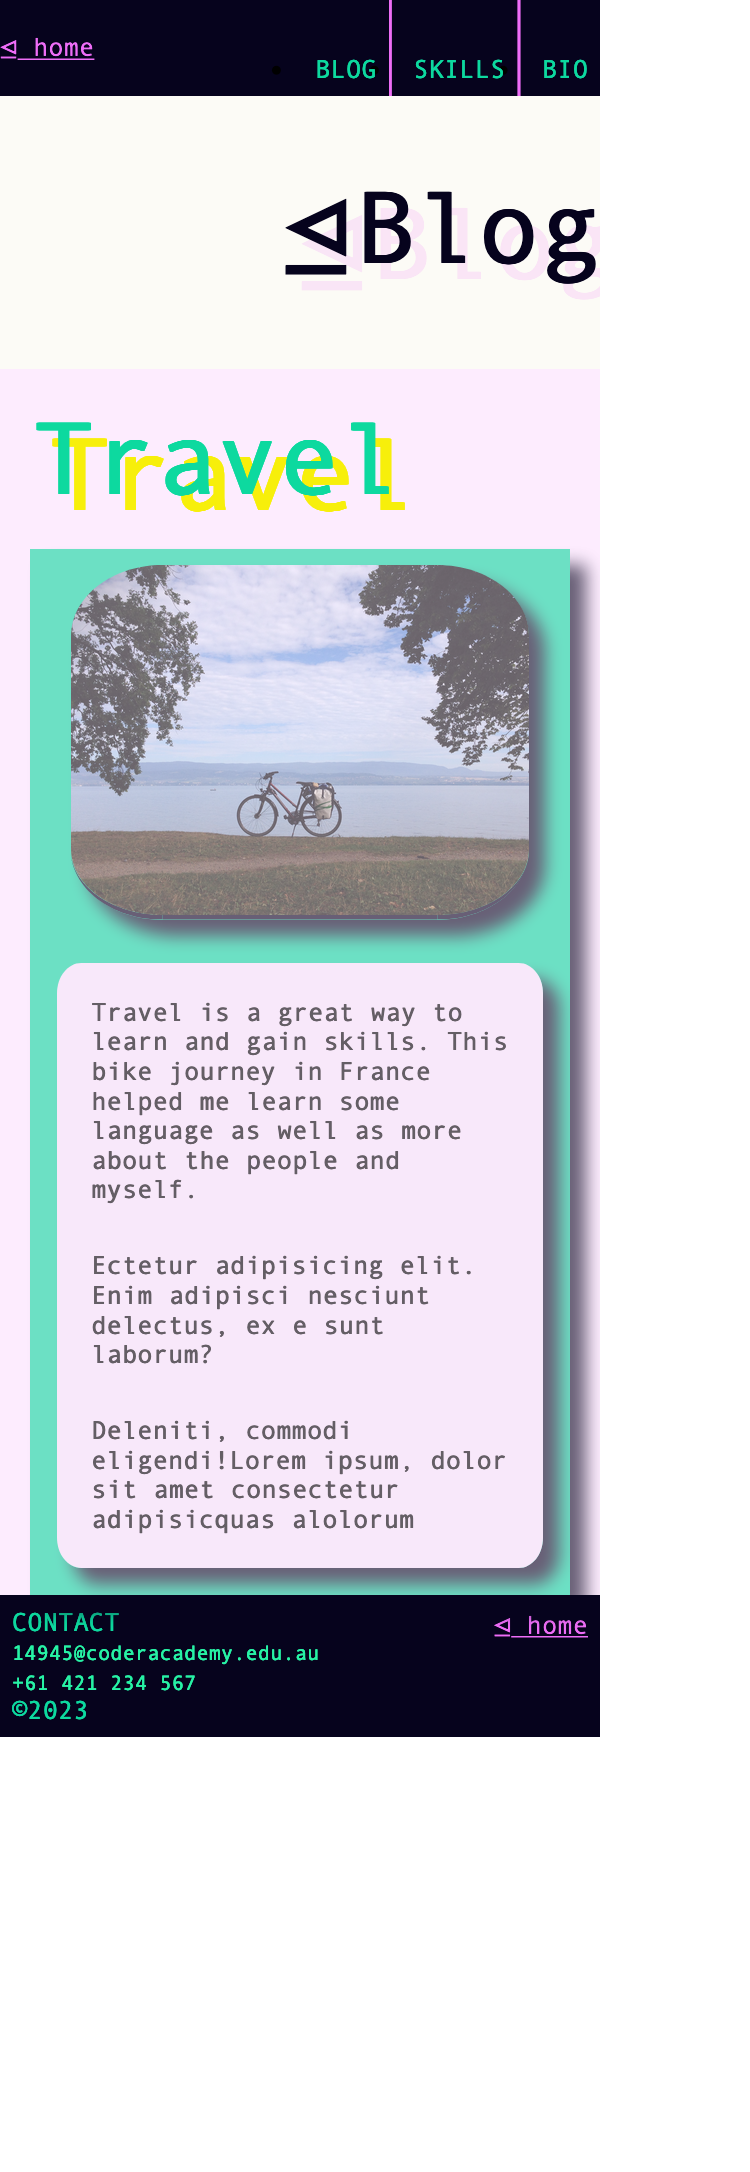 ⊴ home
BLOG
SKILLS
BIO
⊴Blog
Travel
Travel is a great way to
learn and gain skills. This
bike journey in France
helped me learn some
language as well as more
about the people and
myself.
Ectetur adipisicing elit.
Enim adipisci nesciunt
delectus, ex e sunt
laborum?
Deleniti, commodi
eligendi!Lorem ipsum, dolor
sit amet consectetur
adipisicquas alolorum
CONTACT
⊴ home
14945@coderacademy.edu.au
+61 421 234 567
©2023